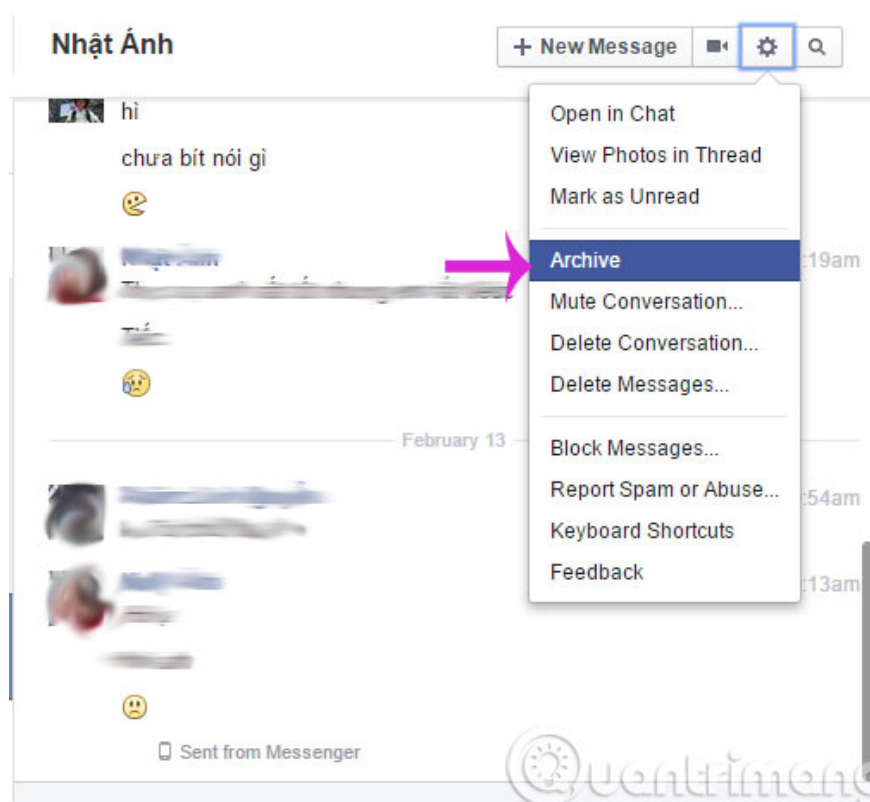 Nhật Ánh
+ New Message
hì
chưa bít nói gì
Open in Chat
View Photos in Thread
Mark as Unread
Archive
:19am
Mute Conversation...
Delete Conversation...
Delete Messages...
February 13
Block Messages...
Report Spam or Abuse...
:54am
Keyboard Shortcuts
Feedback
:13am
Sent from Messenger
Quantrimang